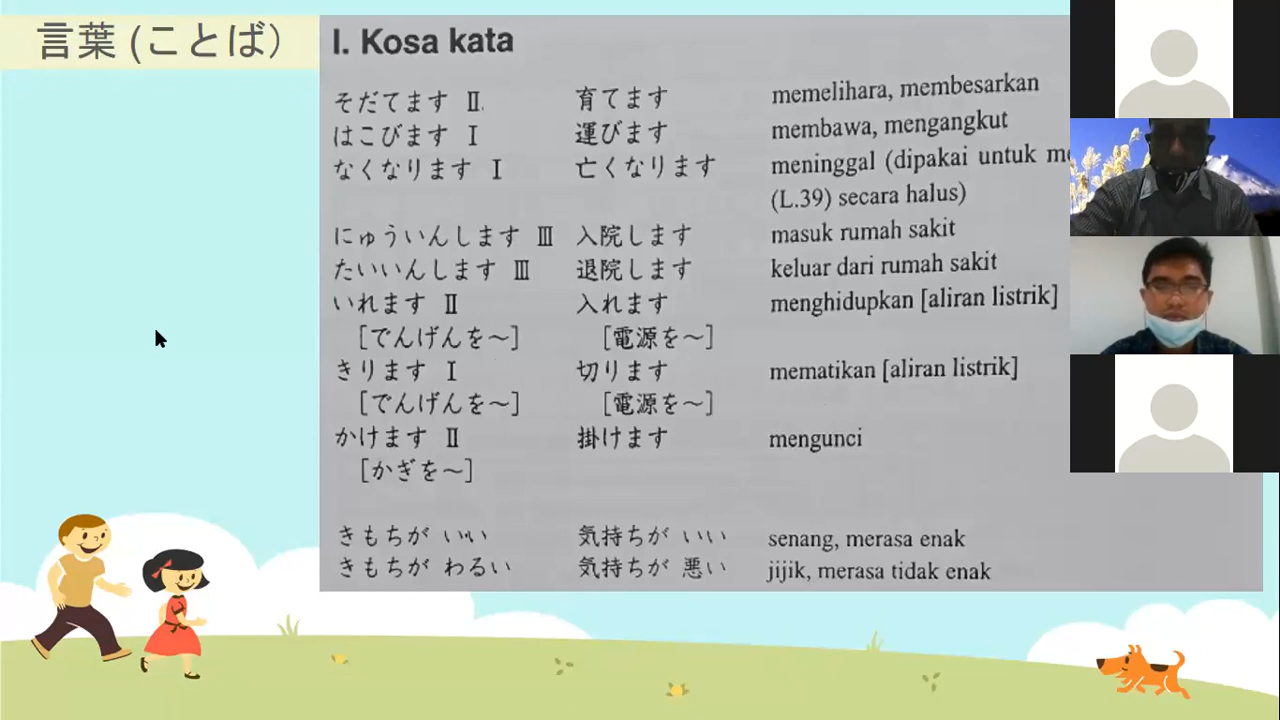 言葉 (ことば)
I. Kosa kata
そだてます Ⅱ 育てます memelihara, membesarkan
はこびます Ⅰ 運びます membawa, mengangkut
なくなります Ⅰ 亡くなります meninggal (dipakai untuk
(L.39) secara halus)
にゅういんします Ⅲ 入院します masuk rumah sakit
たいいんします Ⅲ 退院します keluar dari rumah sakit
いれます Ⅱ 入れます menghidupkan [aliran listrik]
[でんげんを～] [電源を～]
きります Ⅰ 切ります mematikan [aliran listrik]
[でんげんを～] [電源を～]
かけます Ⅱ 掛けます mengunci
[かぎを～]
きもちが いい 気持ちが いい senang, merasa enak
きもちが わるい 気持ちが 悪い jijik, merasa tidak enak